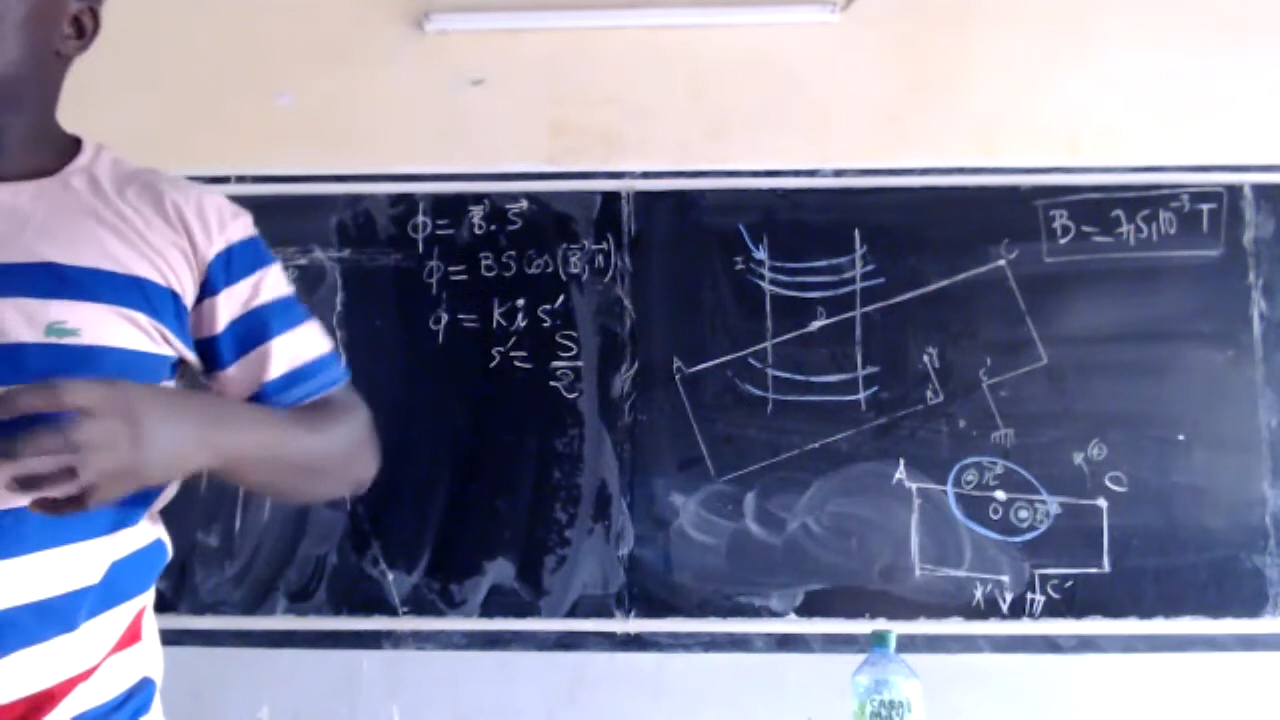 ϕ = B⃗ . S⃗
ϕ = BS cos(B⃗, n⃗)
ϕ = K i s'
s' = S/2
B = 7,5.10⁻³ T
I
C
A
C'
A
C
n⃗
O
B⃗
+
A'
C'